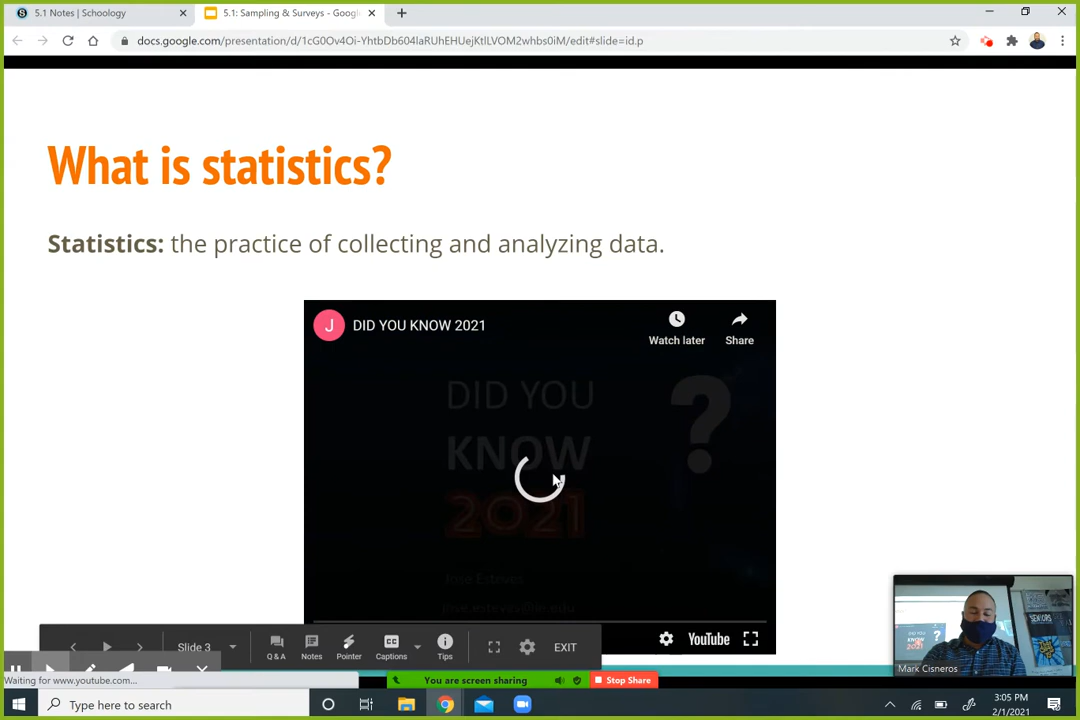 5.1 Notes | Schoology
5.1: Sampling & Surveys - Googl
docs.google.com/presentation/d/1cG0Ov4Oi-YhtbDb604laRUhEHUejKtlLVOM2whbs0iM/edit#slide=id.p
What is statistics?
Statistics: the practice of collecting and analyzing data.
J
DID YOU KNOW 2021
Watch later
Share
DID YOU
KNOW
2021
?
Jose Esteves
YouTube
Slide 3
Q & A
Notes
Pointer
Captions
Tips
EXIT
Waiting for www.youtube.com...
You are screen sharing
Stop Share
Mark Cisneros
Type here to search
3:05 PM
2/1/2021